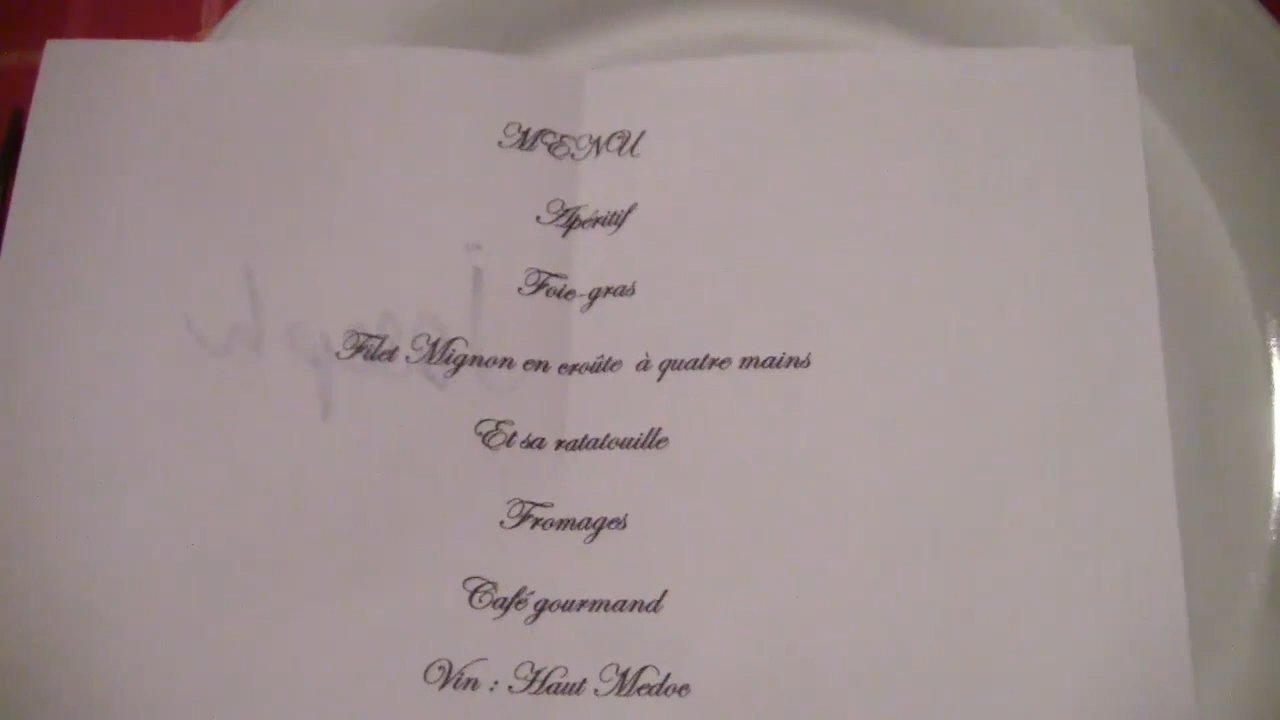 MENU
Apéritif
Foie-gras
Filet Mignon en croûte à quatre mains
Et sa ratatouille
Fromages
Café gourmand
Vin : Haut Medoc
Joseph